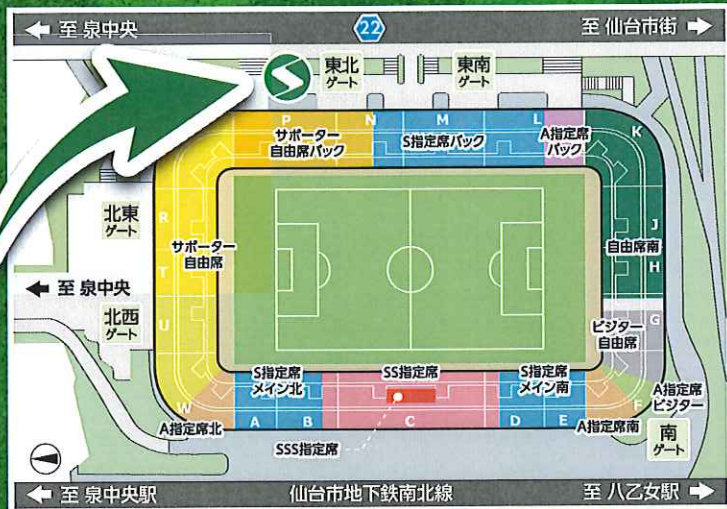 至 泉中央
22
至 仙台市街
東北
ゲート
東南
ゲート
P
N
M
L
K
サポーター
自由席バック
S指定席バック
A指定席
バック
北東
ゲート
R
サポーター
自由席
J
自由席南
H
T
至 泉中央
北西
ゲート
U
ビジター
自由席
G
S指定席
メイン北
SS指定席
S指定席
メイン南
A指定席
ビジター
W
A
B
C
D
E
F
A指定席北
A指定席南
SSS指定席
南
ゲート
至 泉中央駅
仙台市地下鉄南北線
至 八乙女駅